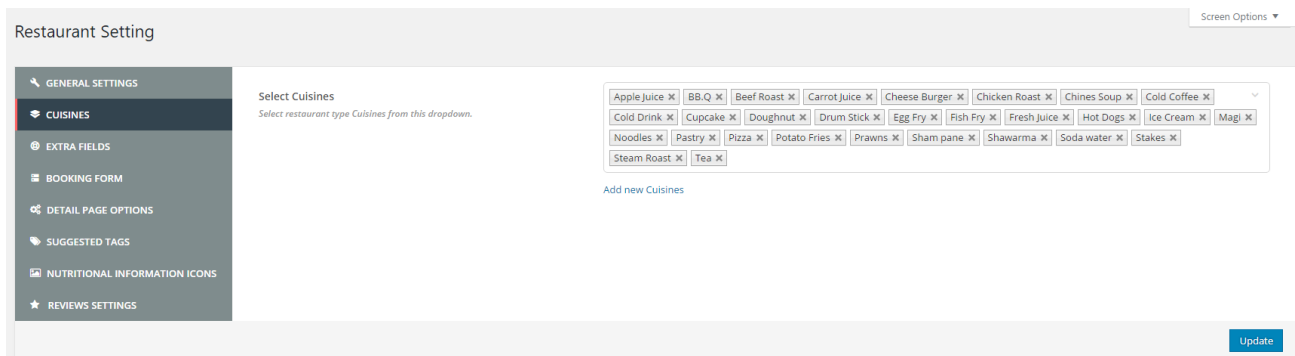 Screen Options ▼
Restaurant Setting
GENERAL SETTINGS
CUISINES
EXTRA FIELDS
BOOKING FORM
DETAIL PAGE OPTIONS
SUGGESTED TAGS
NUTRITIONAL INFORMATION ICONS
REVIEWS SETTINGS
Select Cuisines
Select restaurant type Cuisines from this dropdown.
Apple Juice × BB.Q × Beef Roast × Carrot Juice × Cheese Burger × Chicken Roast × Chines Soup × Cold Coffee ×
Cold Drink × Cupcake × Doughnut × Drum Stick × Egg Fry × Fish Fry × Fresh Juice × Hot Dogs × Ice Cream × Magi ×
Noodles × Pastry × Pizza × Potato Fries × Prawns × Sham pane × Shawarma × Soda water × Stakes ×
Steam Roast × Tea ×
Add new Cuisines
Update